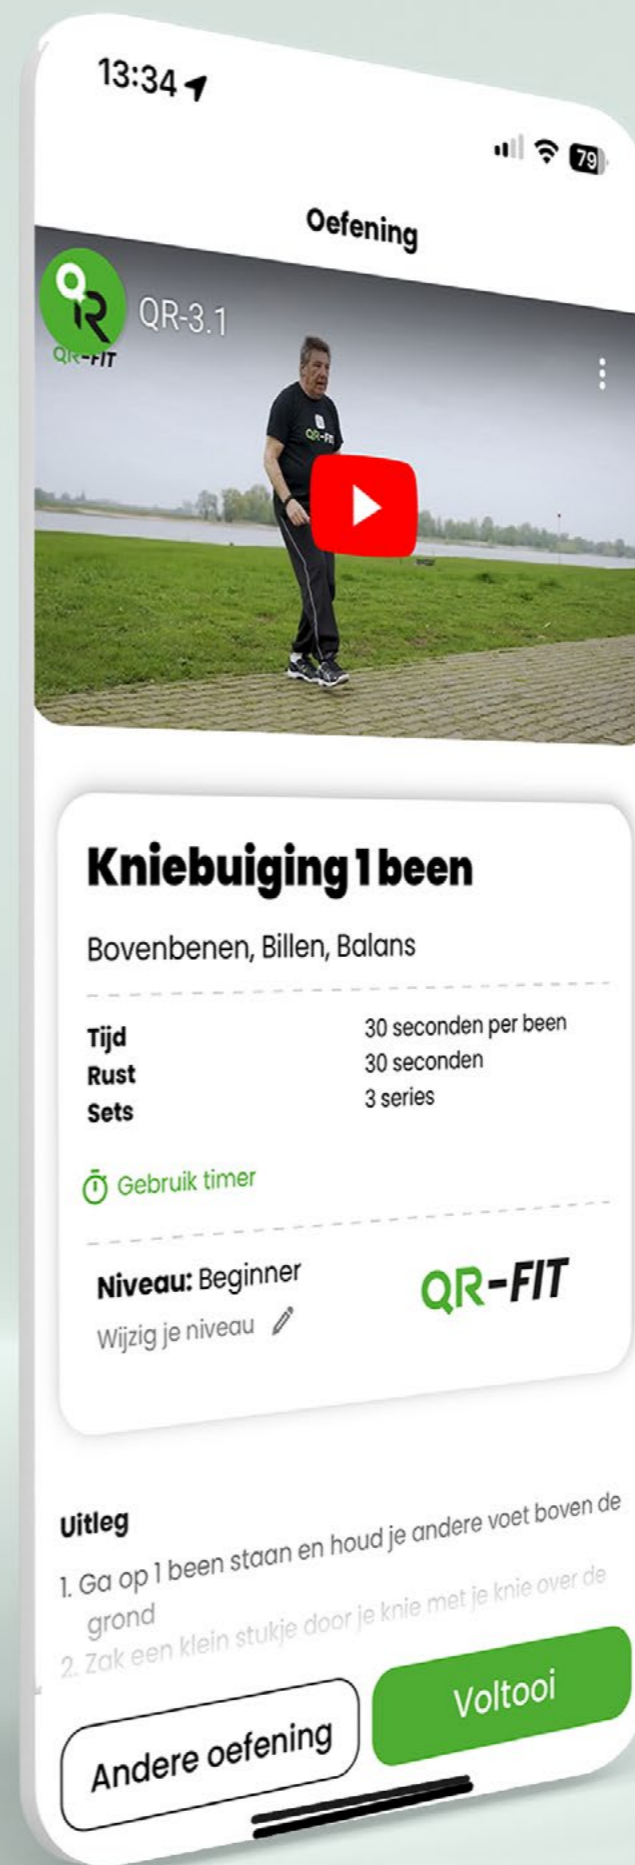 13:34
79
Oefening
QR-3.1
QR-FIT
QR-FIT
Kniebuiging 1 been
Bovenbenen, Billen, Balans
Tijd 30 seconden per been
Rust 30 seconden
Sets 3 series
Gebruik timer
Niveau: Beginner
QR-FIT
Wijzig je niveau
Uitleg
1. Ga op 1 been staan en houd je andere voet boven de
grond
2. Zak een klein stukje door je knie met je knie over de
Andere oefening
Voltooi